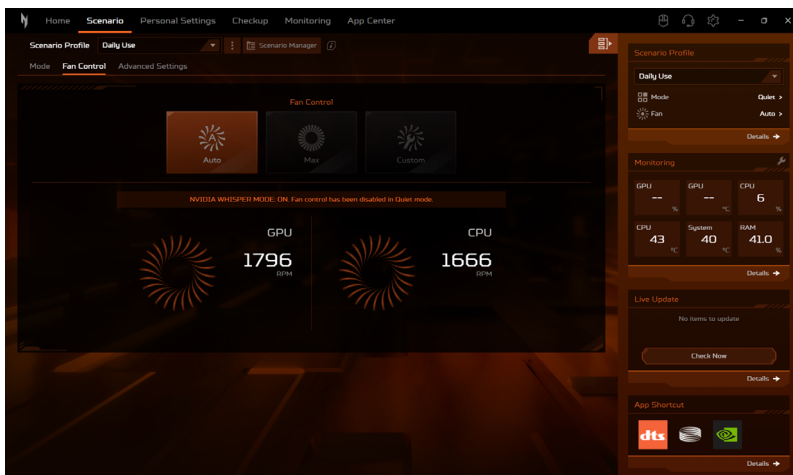 Home Scenario Personal Settings Checkup Monitoring App Center
Scenario Profile Daily Use Scenario Manager
Mode Fan Control Advanced Settings
Fan Control
Auto Max Custom
NVIDIA WHISPER MODE: ON. Fan control has been disabled in Quiet mode.
GPU
1796
RPM
CPU
1666
RPM
Scenario Profile
Daily Use
Mode Quiet >
Fan Auto >
Details
Monitoring
GPU GPU CPU
-- -- 6
% °C %
CPU System RAM
43 40 41.0
°C °C %
Details
Live Update
No items to update
Check Now
Details
App Shortcut
dts
Details